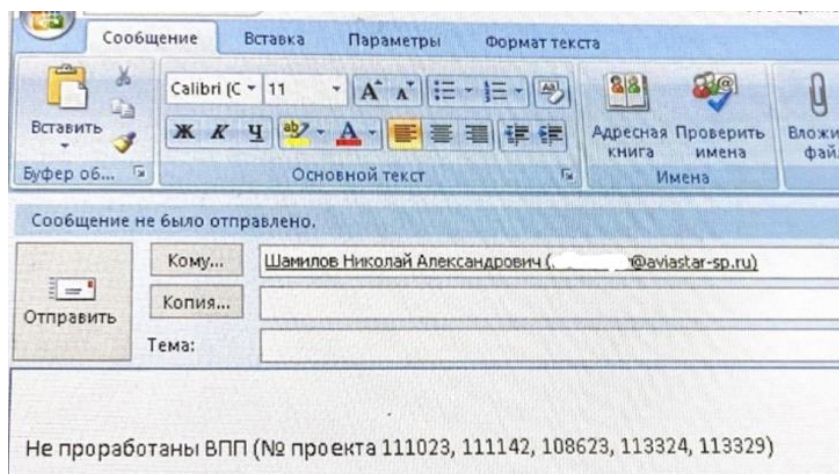 Сообщение Вставка Параметры Формат текста
Вставить
Calibri (С 11
Ж К Ч
Адресная книга
Проверить имена
Буфер об... Основной текст Имена
Сообщение не было отправлено.
Отправить
Кому... Шамилов Николай Александрович ( @aviastar-sp.ru)
Копия...
Тема:
Не проработаны ВПП (№ проекта 111023, 111142, 108623, 113324, 113329)